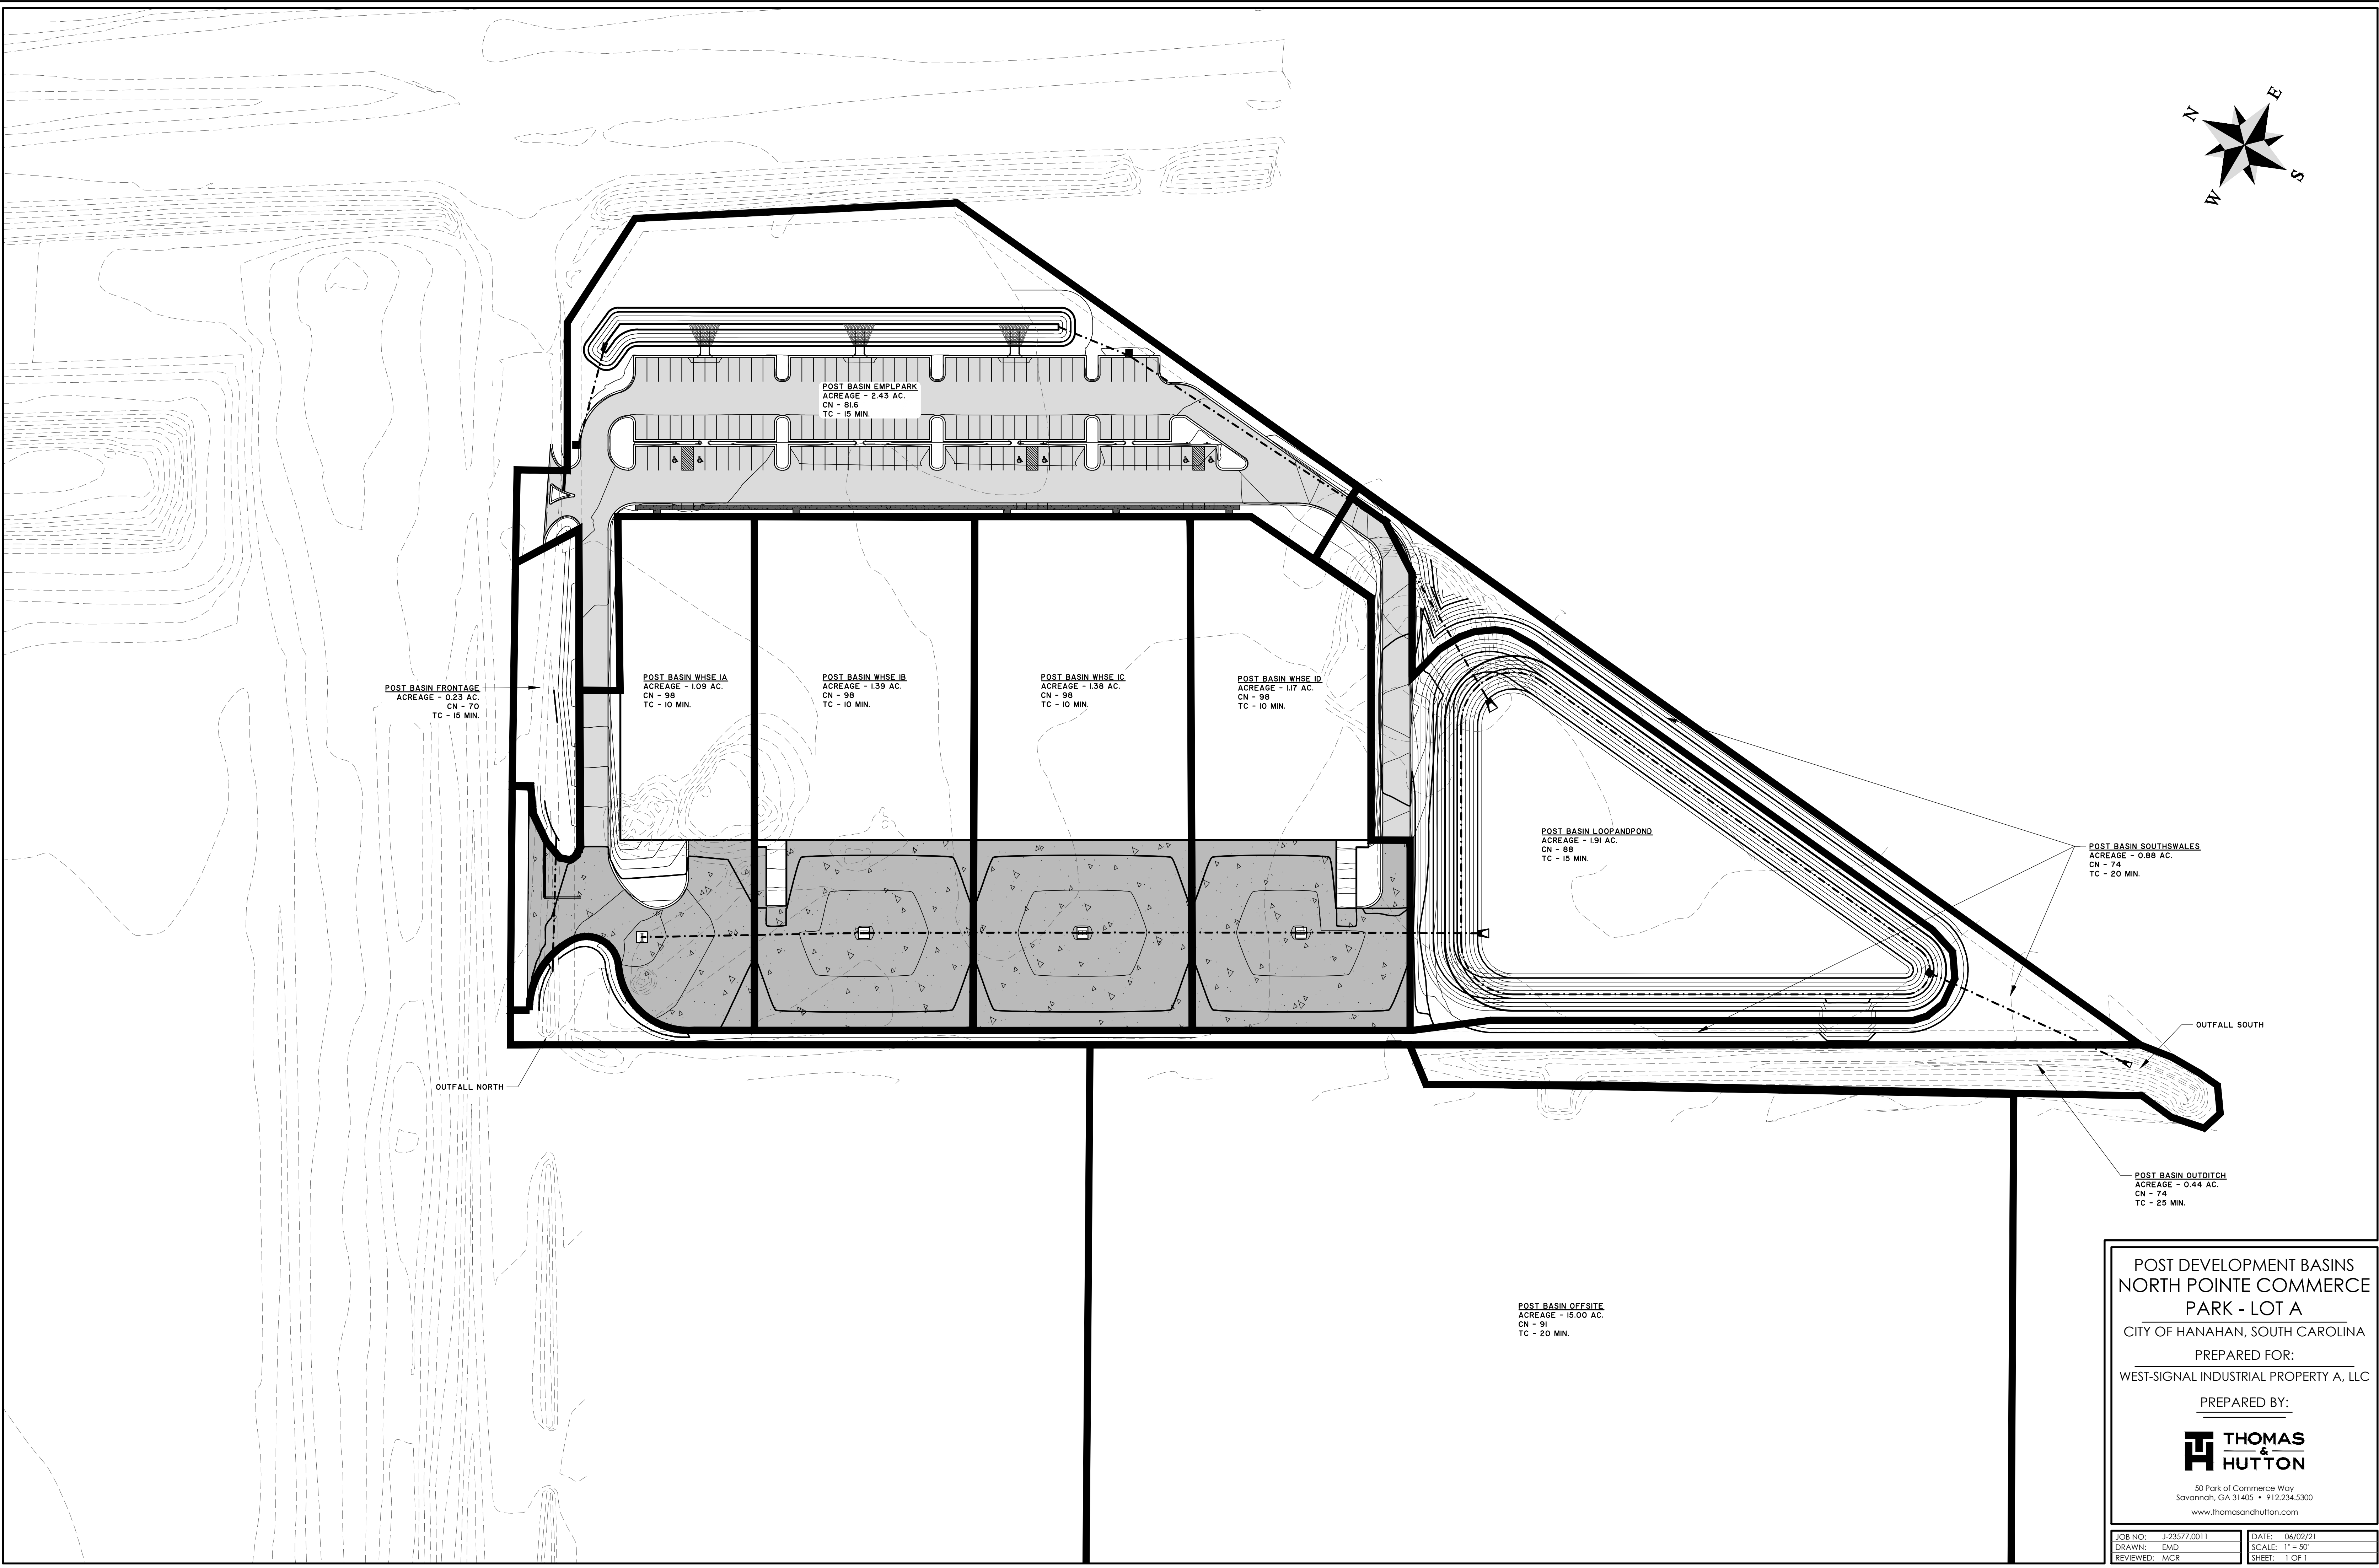 N
E
W
S
POST BASIN EMPLPARK
ACREAGE - 2.43 AC.
CN - 81.6
TC - 15 MIN.
POST BASIN FRONTAGE
ACREAGE - 0.23 AC.
CN - 70
TC - 15 MIN.
POST BASIN WHSE 1A
ACREAGE - 1.09 AC.
CN - 98
TC - 10 MIN.
POST BASIN WHSE 1B
ACREAGE - 1.39 AC.
CN - 98
TC - 10 MIN.
POST BASIN WHSE 1C
ACREAGE - 1.38 AC.
CN - 98
TC - 10 MIN.
POST BASIN WHSE 1D
ACREAGE - 1.17 AC.
CN - 98
TC - 10 MIN.
POST BASIN LOOPANDPOND
ACREAGE - 1.91 AC.
CN - 88
TC - 15 MIN.
POST BASIN SOUTHSWALES
ACREAGE - 0.88 AC.
CN - 74
TC - 20 MIN.
OUTFALL SOUTH
OUTFALL NORTH
POST BASIN OUTDITCH
ACREAGE - 0.44 AC.
CN - 74
TC - 25 MIN.
POST BASIN OFFSITE
ACREAGE - 15.00 AC.
CN - 91
TC - 20 MIN.
POST DEVELOPMENT BASINS
NORTH POINTE COMMERCE
PARK - LOT A
CITY OF HANAHAN, SOUTH CAROLINA
PREPARED FOR:
WEST-SIGNAL INDUSTRIAL PROPERTY A, LLC
PREPARED BY:
THOMAS
&
HUTTON
50 Park of Commerce Way
Savannah, GA 31405 • 912.234.5300
www.thomasandhutton.com
JOB NO: J-23577.0011
DRAWN: EMD
REVIEWED: MCR
DATE: 06/02/21
SCALE: 1" = 50'
SHEET: 1 OF 1